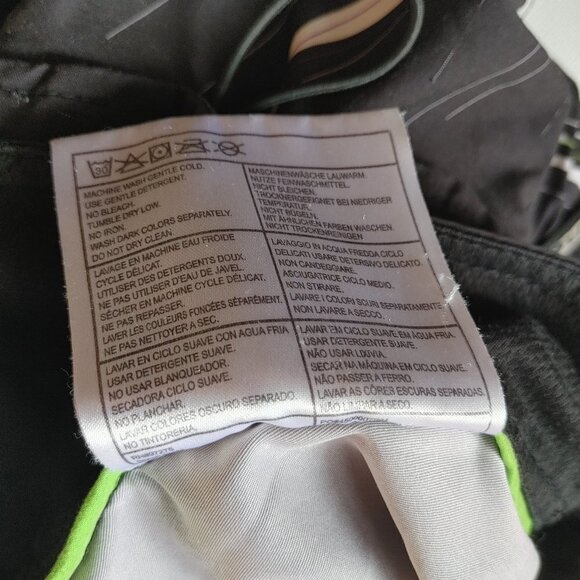 30
MACHINE WASH GENTLE COLD.
USE GENTLE DETERGENT.
NO BLEACH.
TUMBLE DRY LOW.
NO IRON.
WASH DARK COLORS SEPARATELY.
DO NOT DRY CLEAN.
MASCHINENWÄSCHE LAUWARM.
NUTZE FEINWASCHMITTEL.
NICHT BLEICHEN.
TROCKNERGEEIGNET BEI NIEDRIGER
TEMPERATUR.
NICHT BÜGELN.
MIT ÄHNLICHEN FARBEN WASCHEN.
NICHT TROCKENREINIGEN
LAVAGE EN MACHINE EAU FROIDE
CYCLE DÉLICAT.
UTILISER DES DETERGENTS DOUX.
NE PAS UTILISER D'EAU DE JAVEL.
SÉCHER EN MACHINE CYCLE DÉLICAT.
NE PAS REPASSER.
LAVER LES COULEURS FONCÉES SÉPARÉMENT.
NE PAS NETTOYER A SEC.
LAVAGGIO IN ACQUA FREDDA CICLO
DELICATI USARE DETERSIVO DELICATO.
NON CANDEGGARE.
ASCIUGATRICE CICLO MEDIO.
NON STIRARE.
LAVARE I COLORI SCURI SEPARATAMENTE.
NON LAVARE A SECCO.
LAVAR EN CICLO SUAVE CON AGUA FRIA
USAR DETERGENTE SUAVE.
NO USAR BLANQUEADOR.
SECADORA CICLO SUAVE.
NO PLANCHAR.
LAVAR COLORES OSCURO SEPARADO.
NO TINTORERIA.
LAVAR EM CICLO SUAVE, EM AGUA FRIA.
USAR DETERGENTE SUAVE.
NÃO USAR LIXIVIA.
SECAR NA MÁQUINA EM CICLO SUAVE.
NÃO PASSER A FERRO.
LAVAR AS CÔRES ESCURAS SEPARADAS.
NÃO LAVAR A SECO.